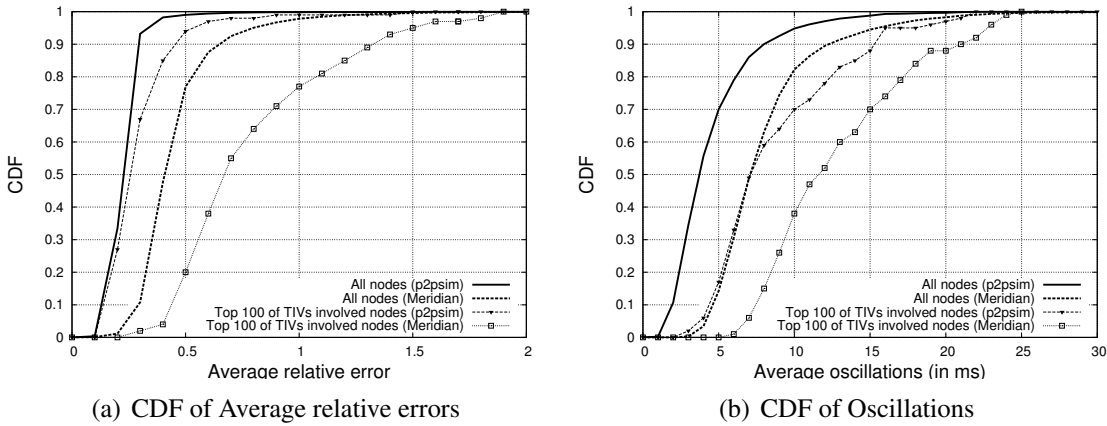 1
0.9
0.8
0.7
0.6
0.5
0.4
0.3
0.2
0.1
0
CDF
All nodes (p2psim)
All nodes (Meridian)
Top 100 of TIVs involved nodes (p2psim)
Top 100 of TIVs involved nodes (Meridian)
0 0.5 1 1.5 2
Average relative error
(a) CDF of Average relative errors
1
0.9
0.8
0.7
0.6
0.5
0.4
0.3
0.2
0.1
0
CDF
All nodes (p2psim)
All nodes (Meridian)
Top 100 of TIVs involved nodes (p2psim)
Top 100 of TIVs involved nodes (Meridian)
0 5 10 15 20 25 30
Average oscillations (in ms)
(b) CDF of Oscillations